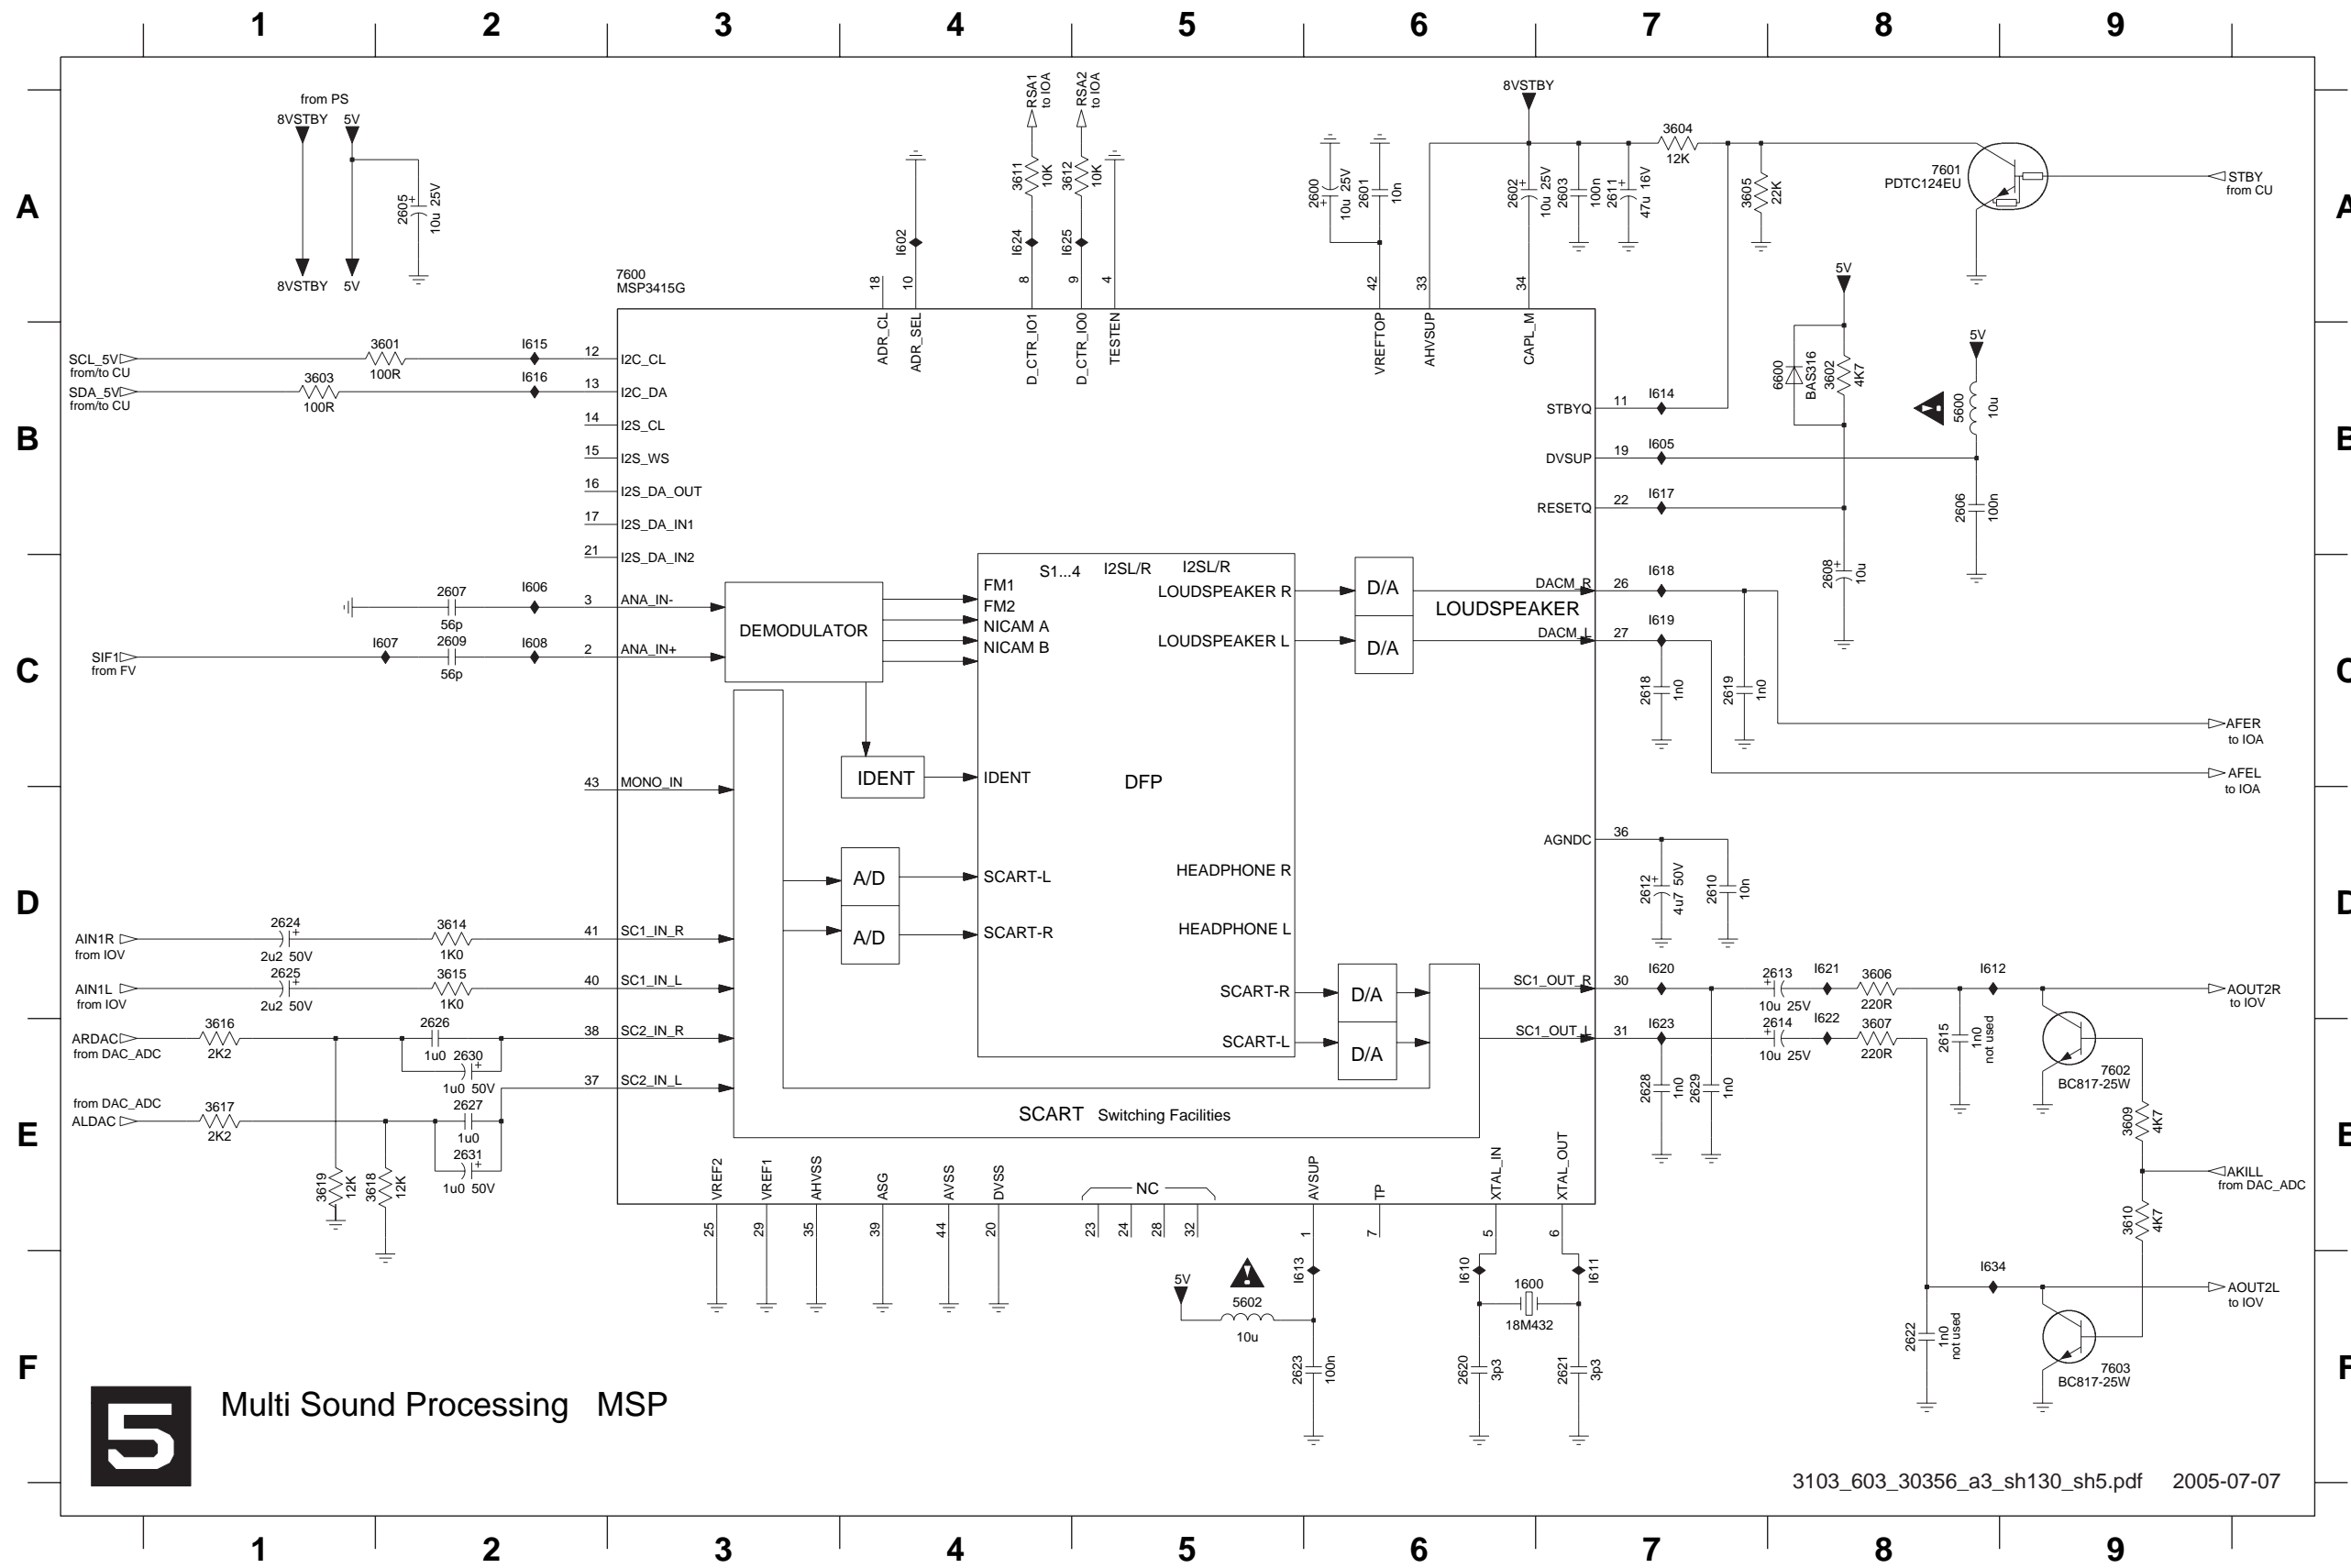 1 2 3 4 5 6 7 8 9
A
B
C
D
E
F
from PS
8VSTBY 5V
2605
+
10u 25V
8VSTBY 5V
7600
MSP3415G
RSA1
to IOA
RSA2
to IOA
3611
10K
3612
10K
I602
I624
I625
18
10
8
9
4
ADR_CL
ADR_SEL
D_CTR_IO1
D_CTR_IO0
TESTEN
8VSTBY
2600
+
10u 25V
2601
10n
2602
+
10u 25V
2603
100n
2611
+
47u 16V
3604
12K
3605
22K
7601
PDTC124EU
STBY
from CU
42
33
34
VREFTOP
AHVSUP
CAPL_M
SCL_5V
from/to CU
3601
100R
I615
12
I2C_CL
SDA_5V
from/to CU
3603
100R
I616
13
I2C_DA
14
I2S_CL
15
I2S_WS
16
I2S_DA_OUT
17
I2S_DA_IN1
21
I2S_DA_IN2
STBYQ 11 I614
DVSUP 19 I605
RESETQ 22 I617
5V
6600
BAS316
3602
4K7
5V
5600
10u
2606
100n
2608
+
10u
2607
56p
I606
3
ANA_IN-
SIF1
from FV
I607
2609
56p
I608
2
ANA_IN+
DEMODULATOR
FM1
FM2
NICAM A
NICAM B
S1...4 I2SL/R I2SL/R
LOUDSPEAKER R
LOUDSPEAKER L
D/A
D/A
DACM_R
LOUDSPEAKER
DACM_L
26 I618
27 I619
2618
1n0
2619
1n0
AFER
to IOA
AFEL
to IOA
43
MONO_IN
IDENT
IDENT
DFP
A/D
A/D
SCART-L
SCART-R
HEADPHONE R
HEADPHONE L
SCART-R
SCART-L
D/A
D/A
AGNDC 36
2612
+
4u7 50V
2610
10n
AIN1R
from IOV
2624
+
2u2 50V
3614
1K0
41
SC1_IN_R
AIN1L
from IOV
2625
+
2u2 50V
3615
1K0
40
SC1_IN_L
ARDAC
from DAC_ADC
3616
2K2
2626
1u0
2630
+
1u0 50V
38
SC2_IN_R
37
SC2_IN_L
from DAC_ADC
ALDAC
3617
2K2
2627
1u0
2631
+
1u0 50V
3619
12K
3618
12K
SC1_OUT_R 30 I620
SC1_OUT_L 31 I623
2613
+
10u 25V
I621
3606
220R
I612
AOUT2R
to IOV
2614
+
10u 25V
I622
3607
220R
2615
1n0
not used
2628
1n0
2629
1n0
7602
BC817-25W
3609
4K7
AKILL
from DAC_ADC
3610
4K7
I634
AOUT2L
to IOV
2622
1n0
not used
7603
BC817-25W
SCART Switching Facilities
VREF2
VREF1
AHVSS
ASG
AVSS
DVSS
NC
AVSUP
TP
XTAL_IN
XTAL_OUT
25
29
35
39
44
20
23
24
28
32
1
7
5
6
5V
5602
10u
I613
2623
100n
I610
I611
1600
18M432
2620
3p3
2621
3p3
5 Multi Sound Processing MSP
3103_603_30356_a3_sh130_sh5.pdf 2005-07-07
A
B
C
D
E
F
1 2 3 4 5 6 7 8 9